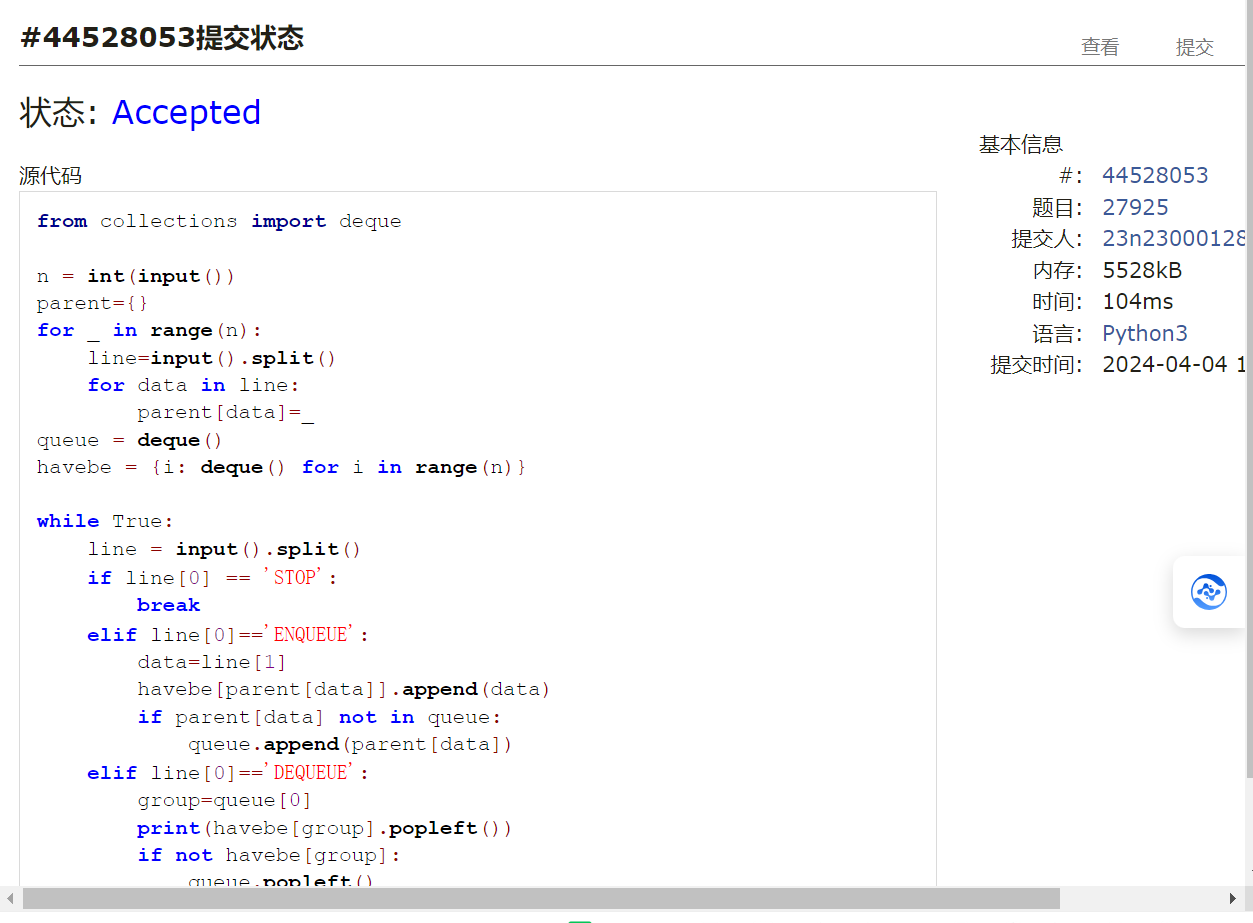 #44528053提交状态
查看 提交
状态: Accepted
基本信息
#: 44528053
题目: 27925
提交人: 23n23000128
内存: 5528kB
时间: 104ms
语言: Python3
提交时间: 2024-04-04 1
源代码
from collections import deque

n = int(input())
parent={}
for _ in range(n):
    line=input().split()
    for data in line:
        parent[data]=_
queue = deque()
havebe = {i: deque() for i in range(n)}

while True:
    line = input().split()
    if line[0] == 'STOP':
        break
    elif line[0]=='ENQUEUE':
        data=line[1]
        havebe[parent[data]].append(data)
        if parent[data] not in queue:
            queue.append(parent[data])
    elif line[0]=='DEQUEUE':
        group=queue[0]
        print(havebe[group].popleft())
        if not havebe[group]:
            queue.popleft()